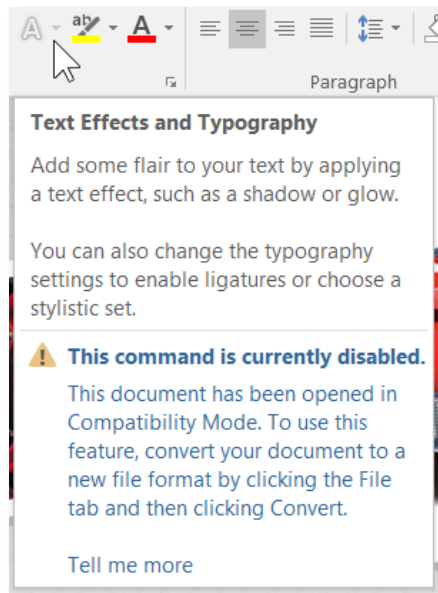 A ab A
Paragraph
Text Effects and Typography
Add some flair to your text by applying
a text effect, such as a shadow or glow.
You can also change the typography
settings to enable ligatures or choose a
stylistic set.
This command is currently disabled.
This document has been opened in
Compatibility Mode. To use this
feature, convert your document to a
new file format by clicking the File
tab and then clicking Convert.
Tell me more